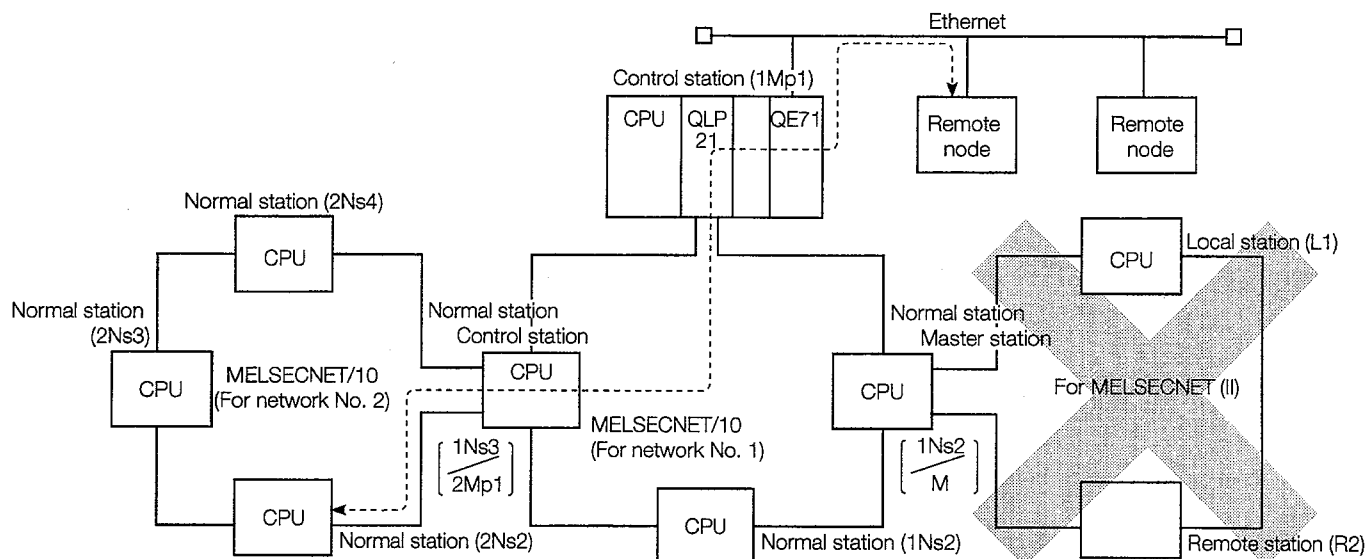 Ethernet
Control station (1Mp1)
CPU
QLP
21
QE71
Remote
node
Remote
node
Normal station (2Ns4)
CPU
CPU
Local station (L1)
Normal station
(2Ns3)
Normal station
Control station
Normal station
Master station
CPU
MELSECNET/10
(For network No. 2)
CPU
CPU
For MELSECNET (II)
MELSECNET/10
(For network No. 1)
1Ns3
2Mp1
1Ns2
M
CPU
Normal station (2Ns2)
CPU
Normal station (1Ns2)
Remote station (R2)